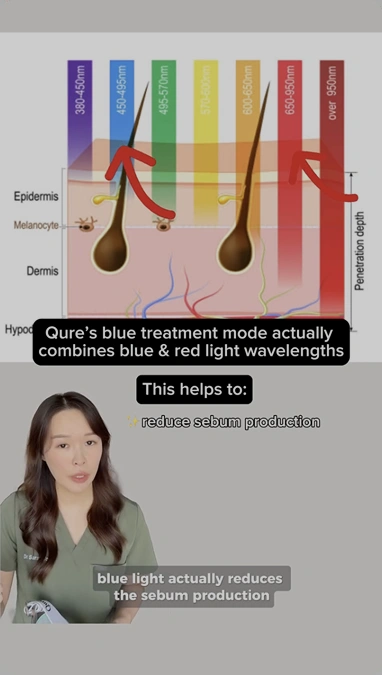 380-450nm
450-495nm
495-570nm
570-600nm
600-650nm
650-950nm
over 950nm
Epidermis
Melanocyte
Dermis
Hypod
Penetration depth
Qure's blue treatment mode actually
combines blue & red light wavelengths
This helps to:
✨reduce sebum production
blue light actually reduces
the sebum production